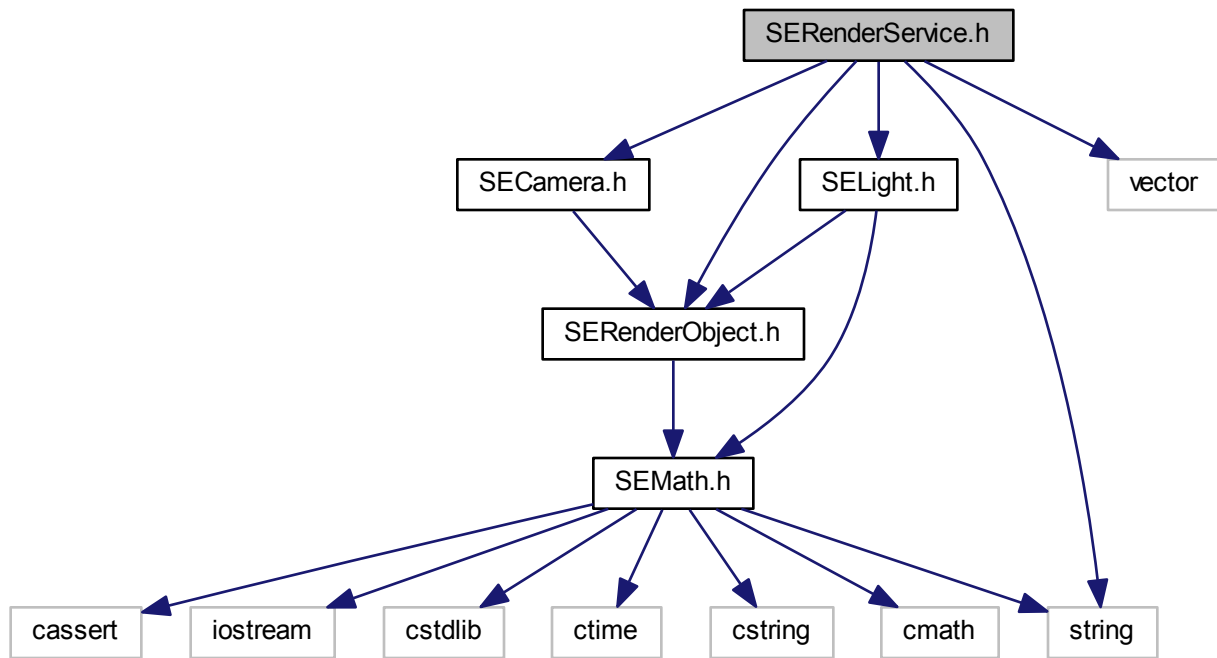 SERenderService.h
SECamera.h
SELight.h
vector
SERenderObject.h
SEMath.h
cassert
iostream
cstdlib
ctime
cstring
cmath
string